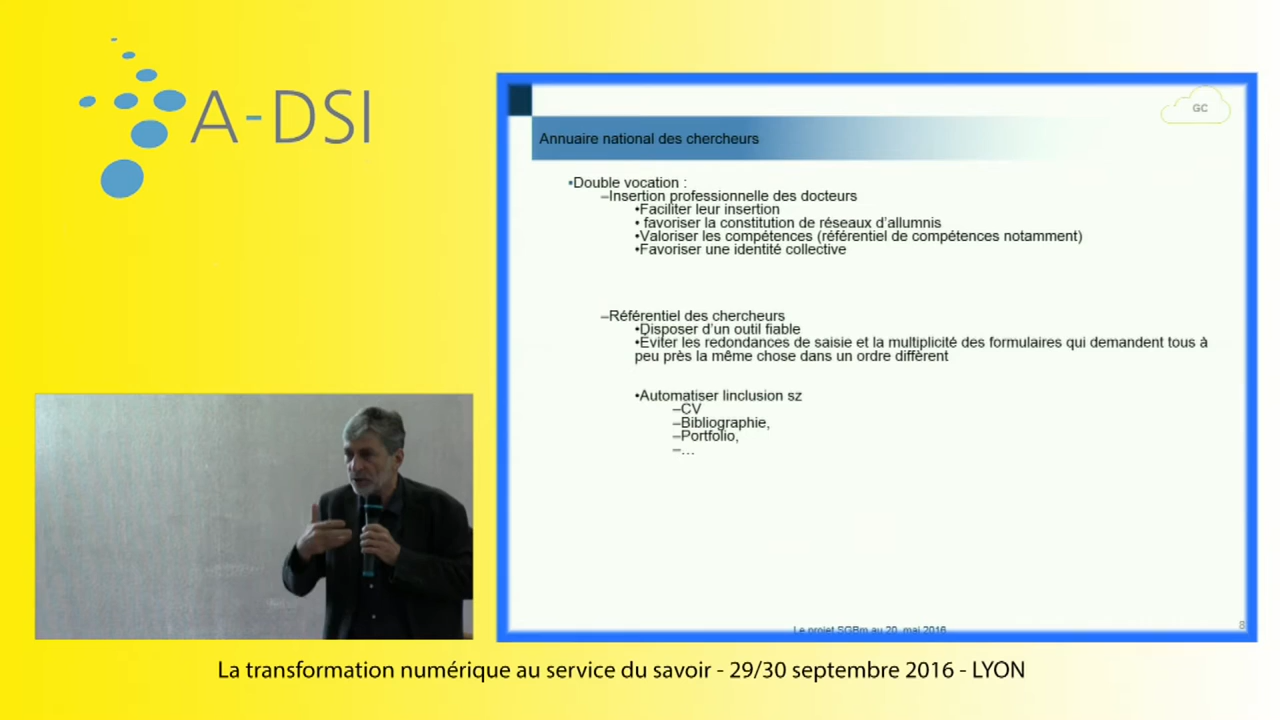 A-DSI
GC
Annuaire national des chercheurs
▪Double vocation :
–Insertion professionnelle des docteurs
•Faciliter leur insertion
• favoriser la constitution de réseaux d'allumnis
•Valoriser les compétences (référentiel de compétences notamment)
•Favoriser une identité collective
–Référentiel des chercheurs
•Disposer d'un outil fiable
•Éviter les redondances de saisie et la multiplicité des formulaires qui demandent tous à
peu près la même chose dans un ordre différent
•Automatiser linclusion sz
–CV
–Bibliographie,
–Portfolio,
–…
Le projet SGBm au 20 mai 2016
8
La transformation numérique au service du savoir - 29/30 septembre 2016 - LYON